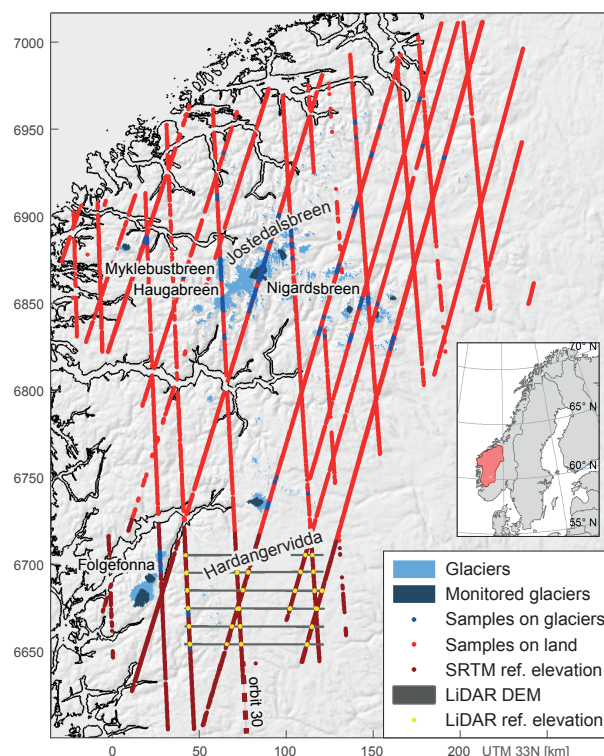 7000
6950
6900
6850
6800
6750
6700
6650
Jostedalsbreen
Myklebustbreen
Haugabreen
Nigardsbreen
Folgefonna
Hardangervidda
orbit 30
70° N
65° N
60° N
55° N
Glaciers
Monitored glaciers
Samples on glaciers
Samples on land
SRTM ref. elevation
LiDAR DEM
LiDAR ref. elevation
0 50 100 150 200 UTM 33N [km]